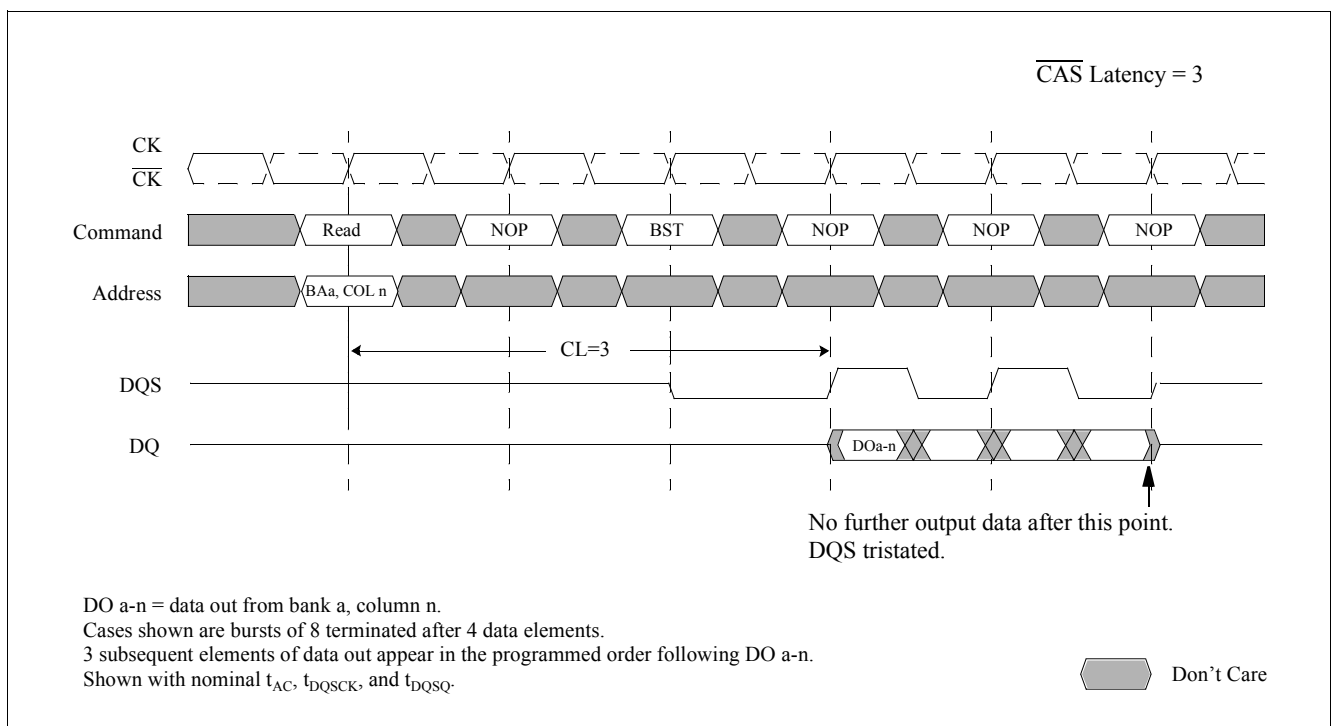 CAS Latency = 3
CK
CK
Command
Read
NOP
BST
NOP
NOP
NOP
Address
BAa, COL n
CL=3
DQS
DQ
DOa-n
No further output data after this point.
DQS tristated.
DO a-n = data out from bank a, column n.
Cases shown are bursts of 8 terminated after 4 data elements.
3 subsequent elements of data out appear in the programmed order following DO a-n.
Shown with nominal tAC, tDQSCK, and tDQSQ.
Don't Care